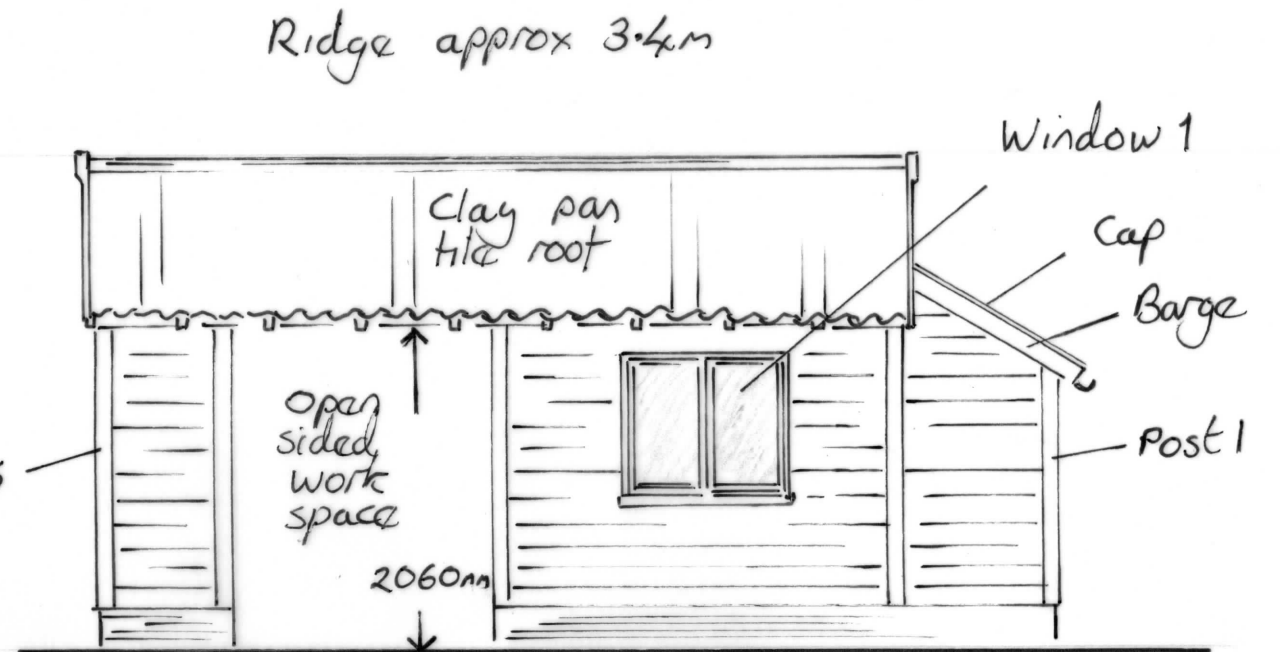 Ridge approx 3.4m
Window 1
Cap
Barge
Clay pan
tile roof
Open
sided
work
space
Post 1
2060mm